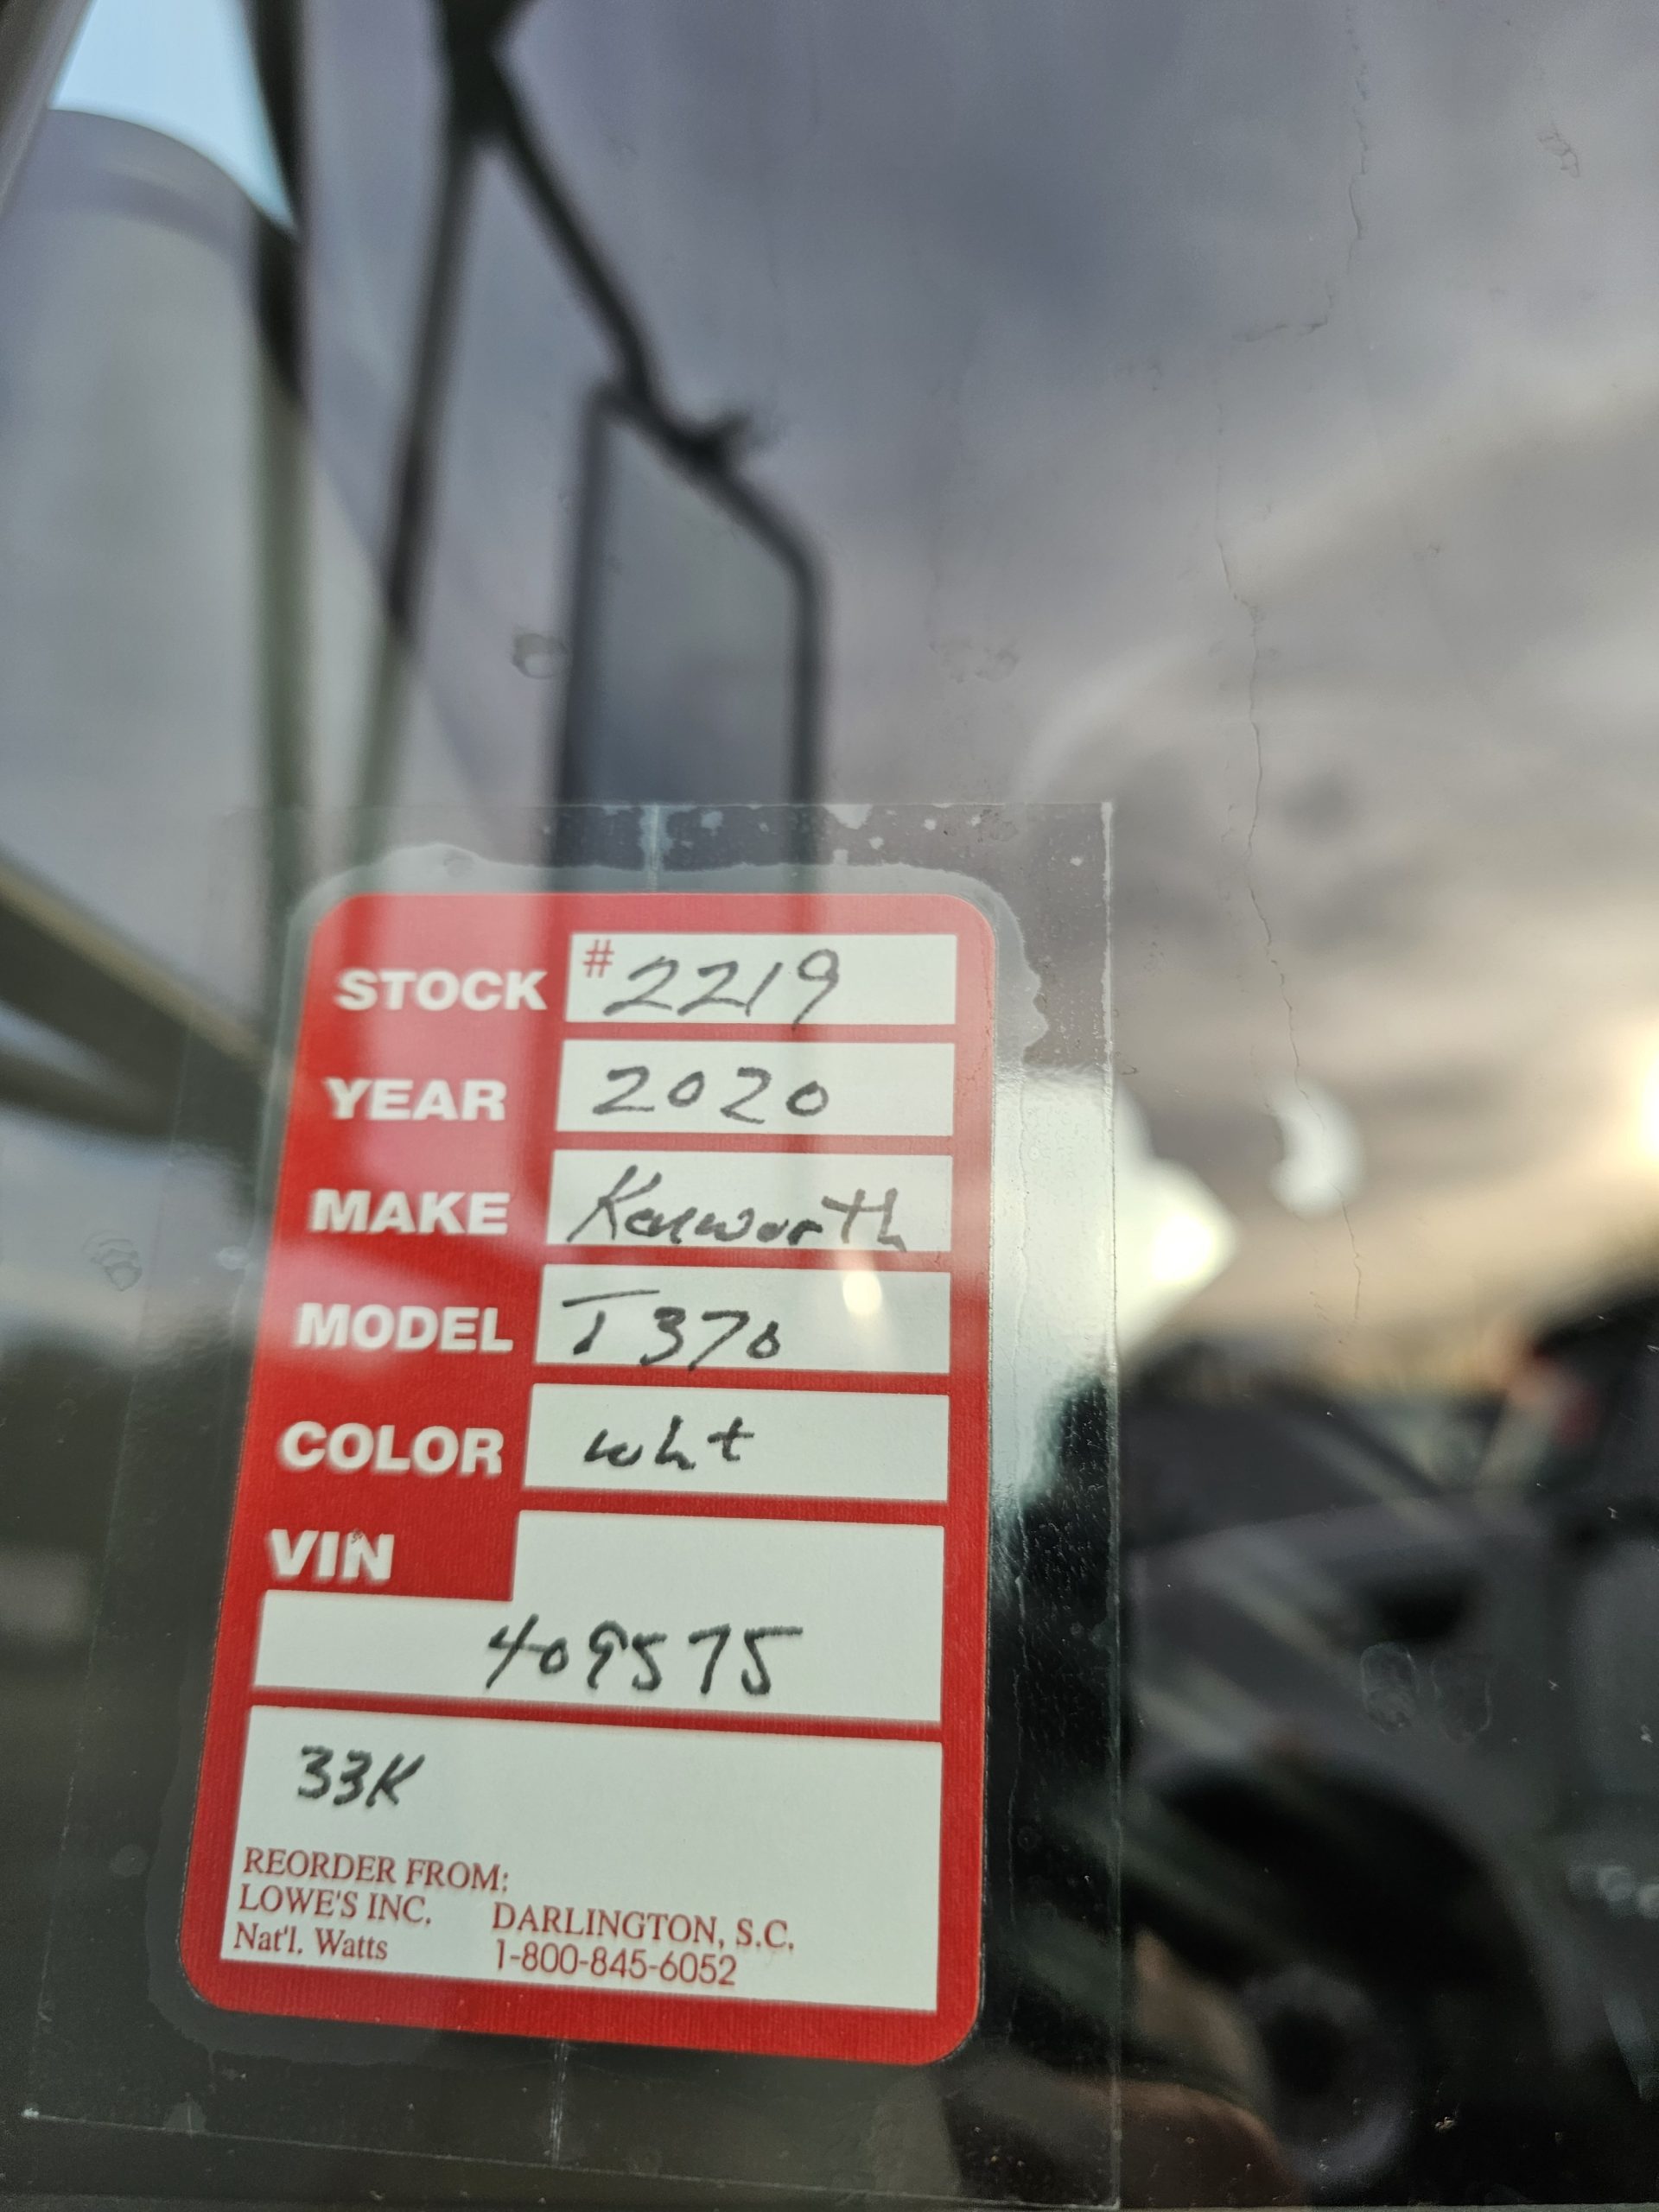 STOCK #2219
YEAR 2020
MAKE Kenworth
MODEL T370
COLOR wht
VIN
409575
33K
REORDER FROM:
LOWE'S INC. DARLINGTON, S.C.
Nat'l. Watts 1-800-845-6052